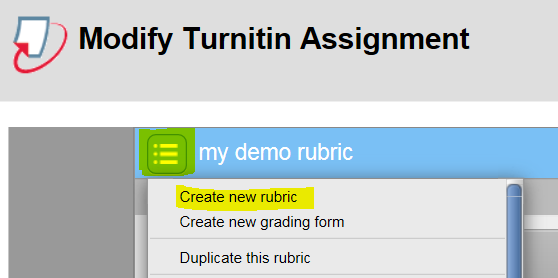 Modify Turnitin Assignment
my demo rubric
Create new rubric
Create new grading form
Duplicate this rubric